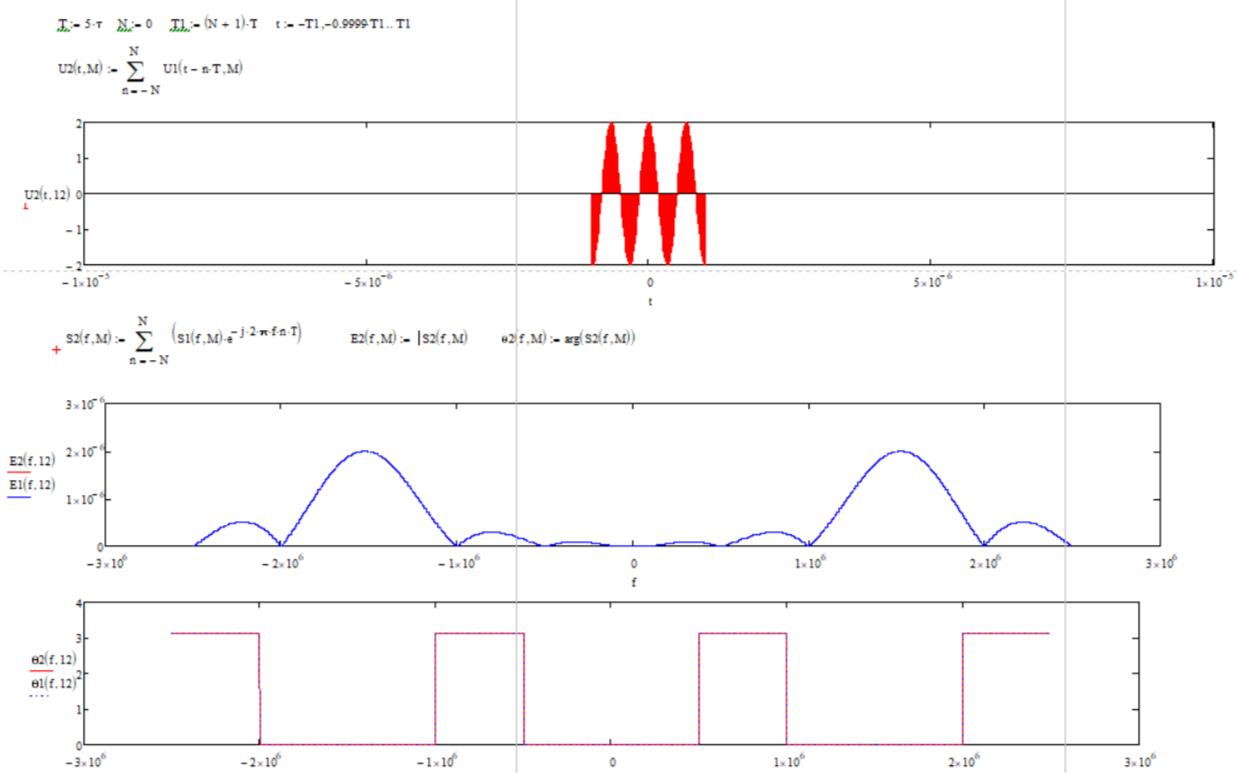 T := 5·τ N := 0 T1 := (N + 1)·T t := −T1,−0.9999·T1.. T1
N
U2(t,M) := ∑ U1(t − n·T,M)
n = − N
2
1
U2(t,12) 0
− 1
− 2
− 1×10⁻⁵ − 5×10⁻⁶ 0 5×10⁻⁶ 1×10⁻⁵
t
N
S2(f,M) := ∑ (S1(f,M)·e^−j·2·π·f·n·T) E2(f,M) := |S2(f,M) θ2(f,M) := arg(S2(f,M))
n = − N
3×10⁻⁶
E2(f,12) 2×10⁻⁶
E1(f,12)
1×10⁻⁶
0
− 3×10⁶ − 2×10⁶ − 1×10⁶ 0 1×10⁶ 2×10⁶ 3×10⁶
f
4
3
θ2(f,12)
2
θ1(f,12)
1
0
− 3×10⁶ − 2×10⁶ − 1×10⁶ 0 1×10⁶ 2×10⁶ 3×10⁶